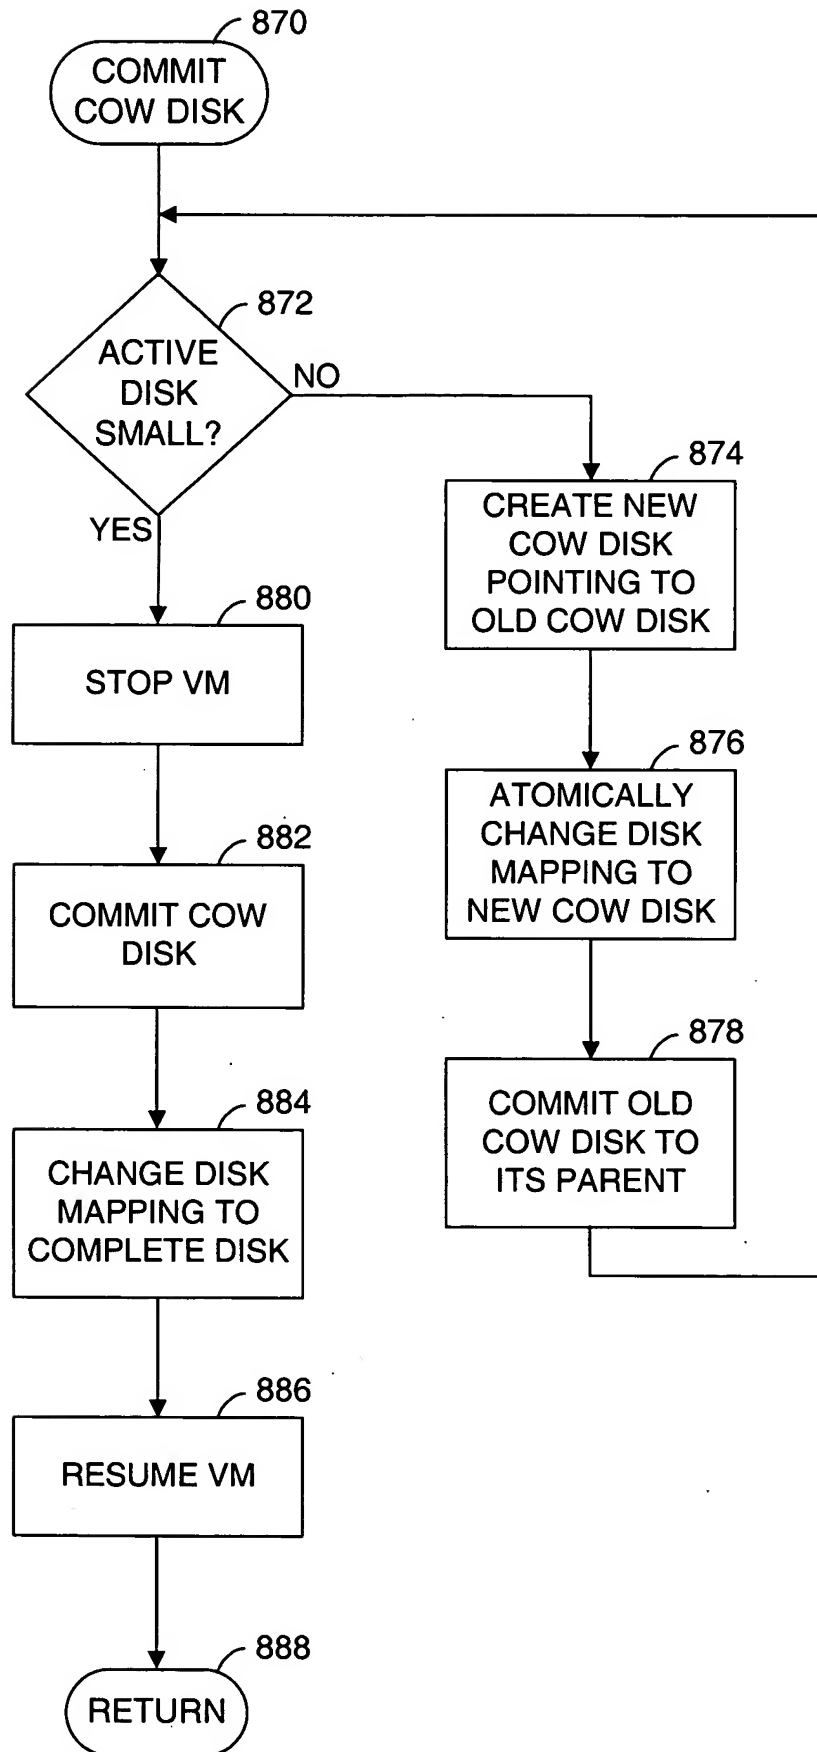 870
COMMIT
COW DISK
872
ACTIVE
DISK
SMALL?
NO
YES
874
CREATE NEW
COW DISK
POINTING TO
OLD COW DISK
876
ATOMICALLY
CHANGE DISK
MAPPING TO
NEW COW DISK
878
COMMIT OLD
COW DISK TO
ITS PARENT
880
STOP VM
882
COMMIT COW
DISK
884
CHANGE DISK
MAPPING TO
COMPLETE DISK
886
RESUME VM
888
RETURN